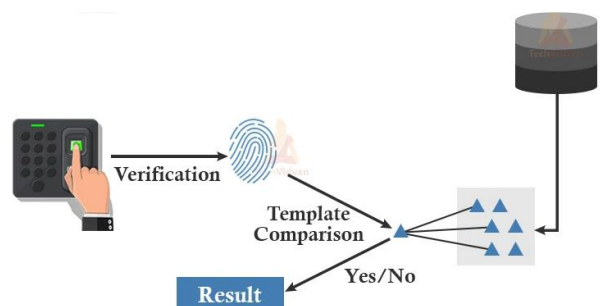 Verification
Template
Comparison
Yes/No
Result